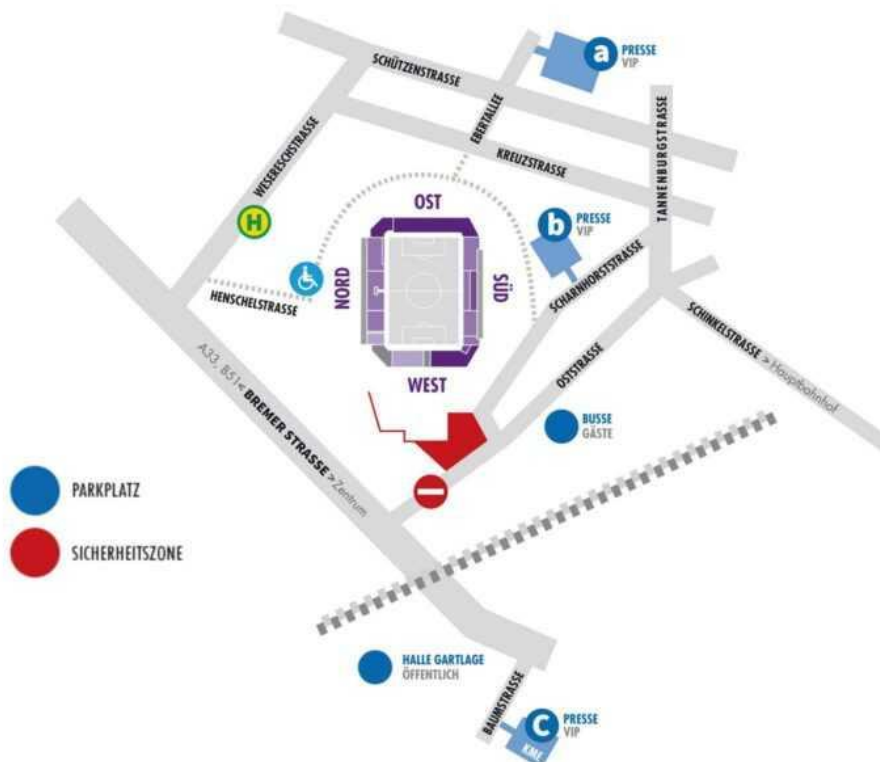 a
PRESSE
VIP
SCHÜTZENSTRASSE
EBERTALLEE
TANNENBURGSTRASSE
WESERESCHSTRASSE
KREUZSTRASSE
H
OST
b
PRESSE
VIP
NORD
SÜD
HENSCHELSTRASSE
SCHARNHORSTSTRASSE
SCHINKELSTRASSE > Hauptbahnhof
OSTSTRASSE
WEST
A33, B51 < BREMER STRASSE > Zentrum
BUSSE
GÄSTE
PARKPLATZ
SICHERHEITSZONE
HALLE GARTLAGE
ÖFFENTLICH
BAUMSTRASSE
C
PRESSE
VIP
KME